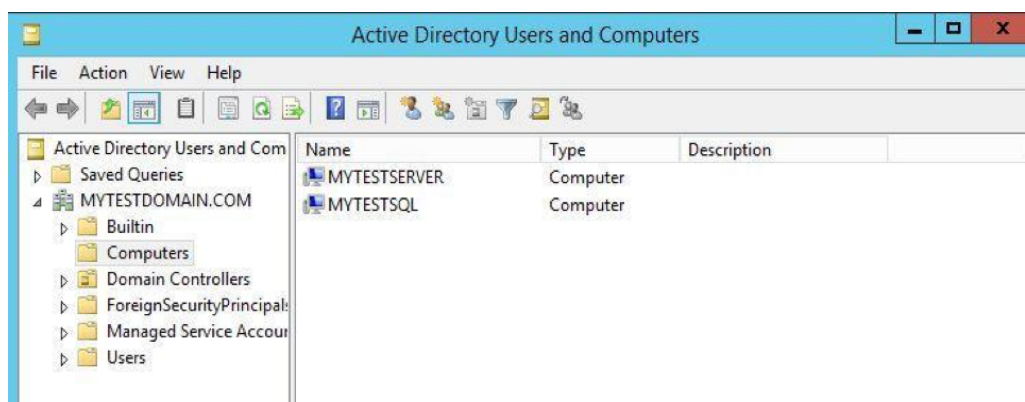 Active Directory Users and Computers
File Action View Help
Active Directory Users and Com
Saved Queries
MYTESTDOMAIN.COM
Builtin
Computers
Domain Controllers
ForeignSecurityPrincipals
Managed Service Accour
Users
Name Type Description
MYTESTSERVER Computer
MYTESTSQL Computer